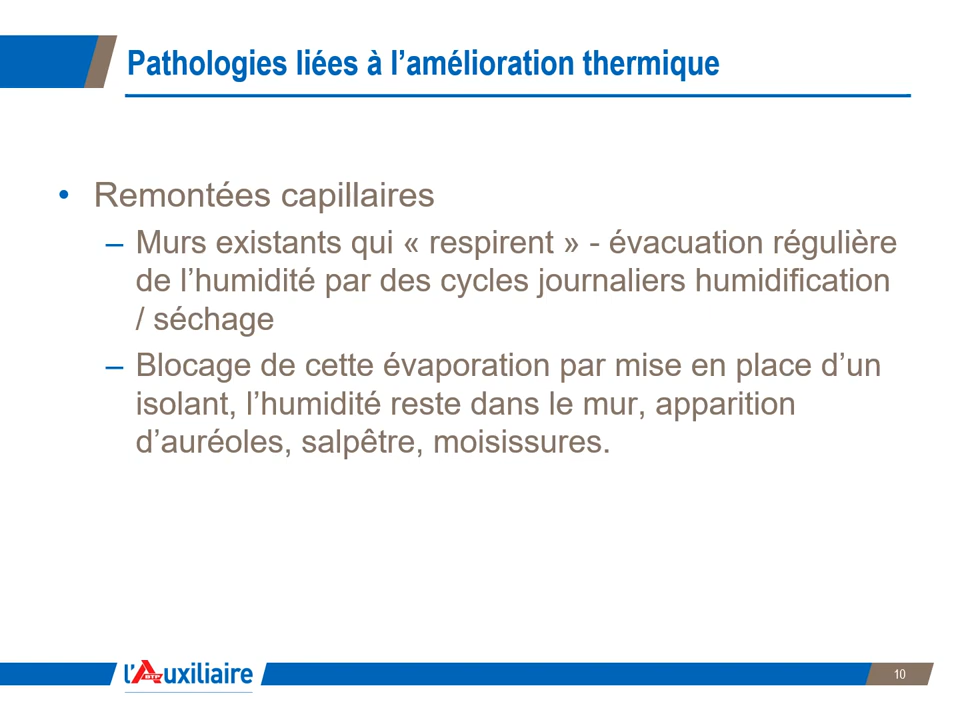 Pathologies liées à l’amélioration thermique
• Remontées capillaires
– Murs existants qui « respirent » - évacuation régulière
de l’humidité par des cycles journaliers humidification
/ séchage
– Blocage de cette évaporation par mise en place d’un
isolant, l’humidité reste dans le mur, apparition
d’auréoles, salpêtre, moisissures.
l’Auxiliaire
BTP
10